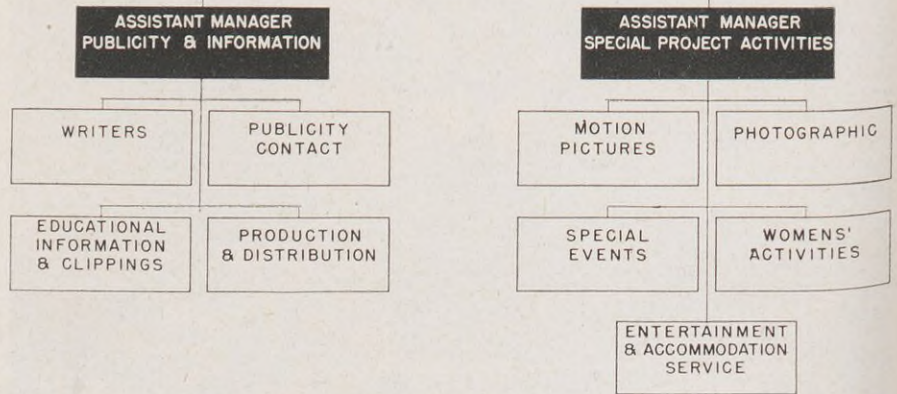 ASSISTANT MANAGER
PUBLICITY & INFORMATION
WRITERS
PUBLICITY
CONTACT
EDUCATIONAL
INFORMATION
& CLIPPINGS
PRODUCTION
& DISTRIBUTION
ASSISTANT MANAGER
SPECIAL PROJECT ACTIVITIES
MOTION
PICTURES
PHOTOGRAPHIC
SPECIAL
EVENTS
WOMENS'
ACTIVITIES
ENTERTAINMENT
& ACCOMMODATION
SERVICE